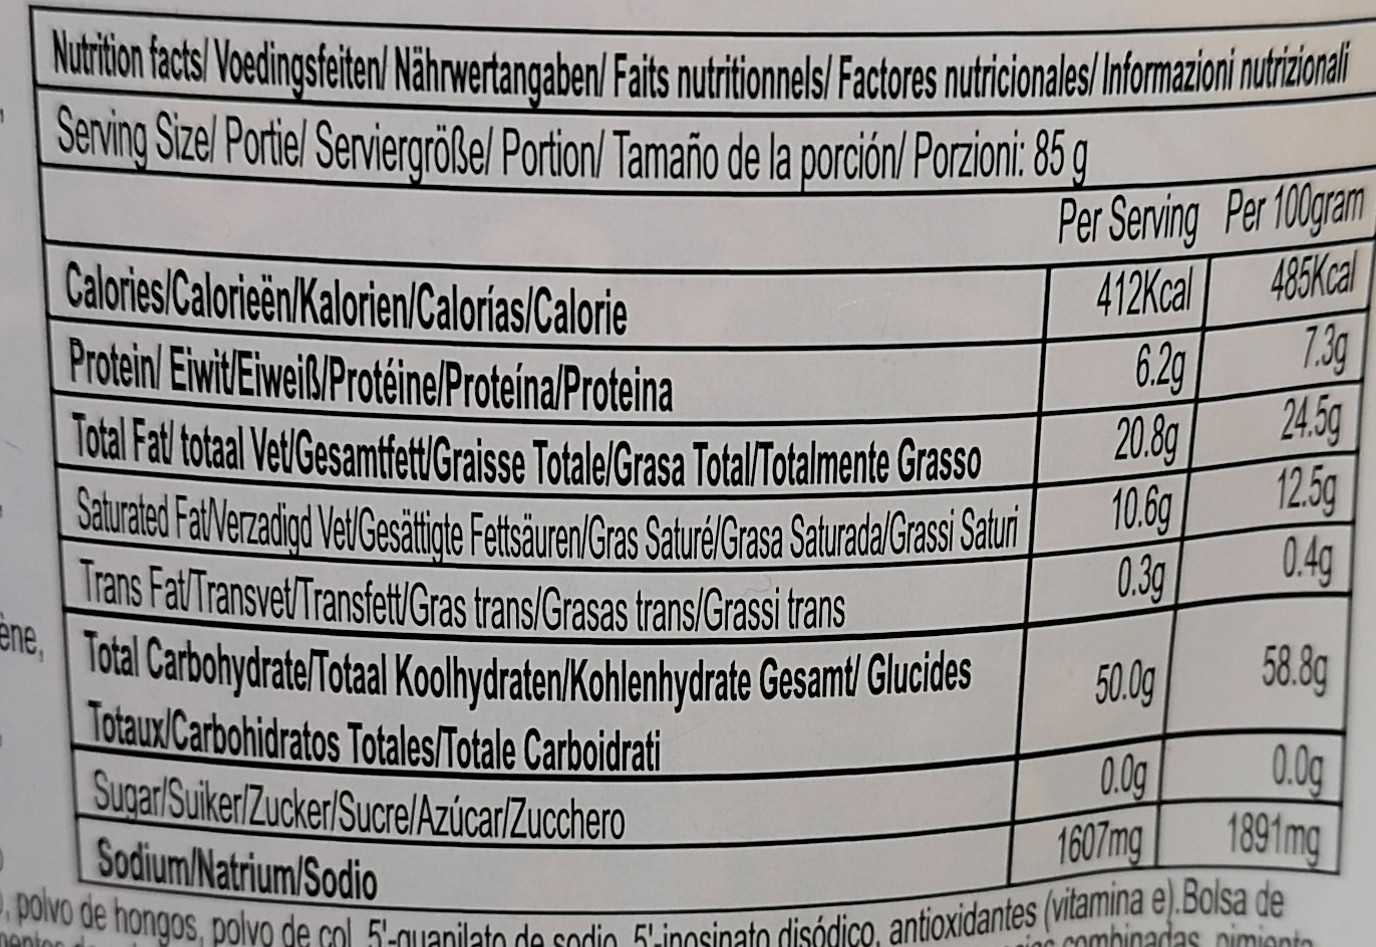 Nutrition facts/ Voedingsfeiten/ Nährwertangaben/ Faits nutritionnels/ Factores nutricionales/ Informazioni nutrizionali
Serving Size/ Portie/ Serviergröße/ Portion/ Tamaño de la porción/ Porzioni: 85 g
Per Serving Per 100gram
Calories/Calorieën/Kalorien/Calorías/Calorie 412Kcal 485Kcal
Protein/ Eiwit/Eiweiß/Protéine/Proteína/Proteina 6.2g 7.3g
Total Fat/ totaal Vet/Gesamtfett/Graisse Totale/Grasa Total/Totalmente Grasso 20.8g 24.5g
Saturated Fat/Verzadigd Vet/Gesättigte Fettsäuren/Gras Saturé/Grasa Saturada/Grassi Saturi 10.6g 12.5g
Trans Fat/Transvet/Transfett/Gras trans/Grasas trans/Grassi trans 0.3g 0.4g
ène,
Total Carbohydrate/Totaal Koolhydraten/Kohlenhydrate Gesamt/ Glucides
Totaux/Carbohidratos Totales/Totale Carboidrati 50.0g 58.8g
Sugar/Suiker/Zucker/Sucre/Azúcar/Zucchero 0.0g 0.0g
Sodium/Natrium/Sodio 1607mg 1891mg
, polvo de hongos, polvo de col, 5'-guanilato de sodio, 5'-inosinato disódico, antioxidantes (vitamina e).Bolsa de
combinadas